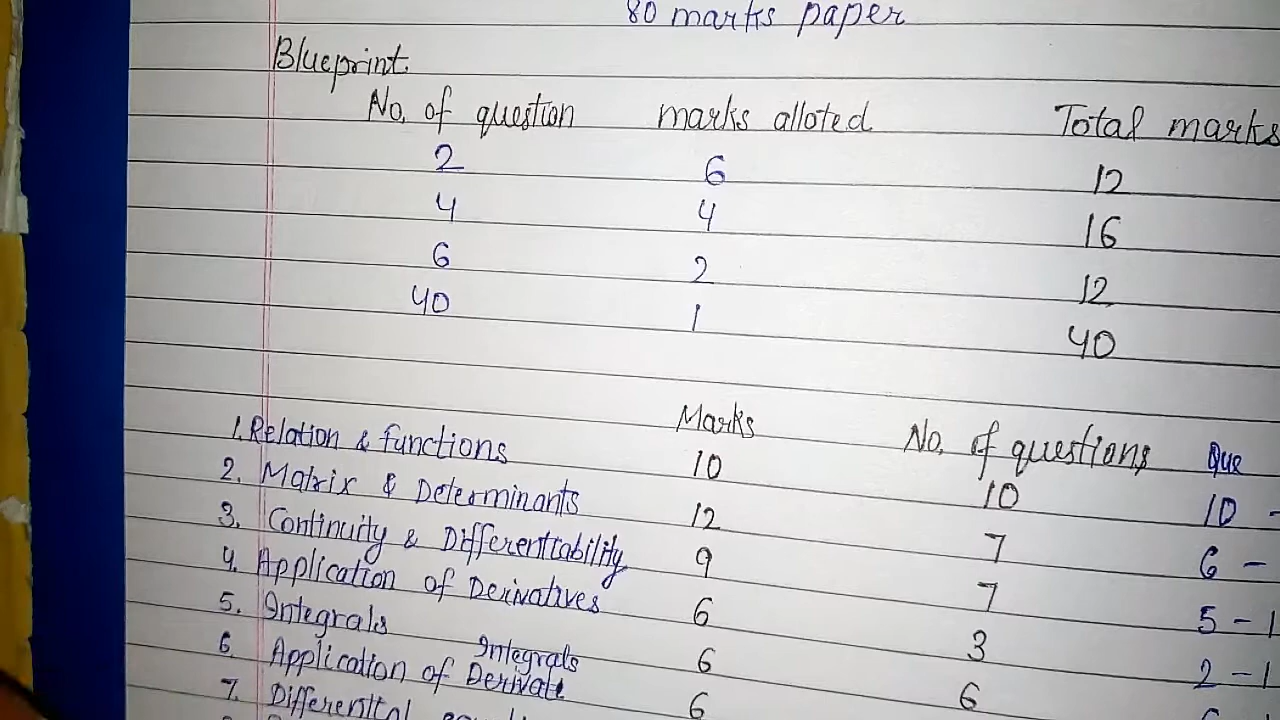 80 marks paper
Blueprint.
No. of question marks alloted Total marks
2 6 12
4 4 16
6 2 12
40 1 40
Marks No. of questions Que
1. Relation & functions 10 10 10 -
2. Matrix & Determinants 12 7 6 -
3. Continuity & Differentiability 9 7 5 - 1
4. Application of Derivatives 6 3 2 - 1
5. Integrals 6 6
Integrals
6. Application of Derivate 6
7. Differential